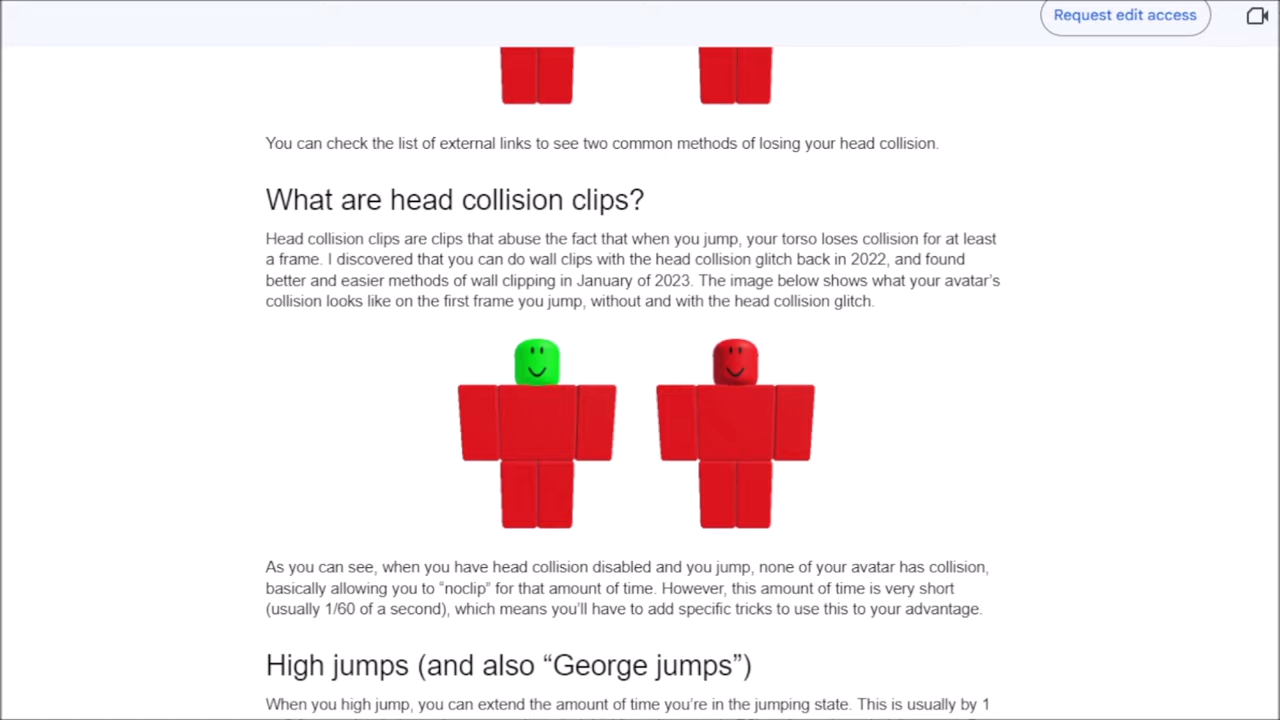 Request edit access
You can check the list of external links to see two common methods of losing your head collision.
What are head collision clips?
Head collision clips are clips that abuse the fact that when you jump, your torso loses collision for at least
a frame. I discovered that you can do wall clips with the head collision glitch back in 2022, and found
better and easier methods of wall clipping in January of 2023. The image below shows what your avatar’s
collision looks like on the first frame you jump, without and with the head collision glitch.
As you can see, when you have head collision disabled and you jump, none of your avatar has collision,
basically allowing you to “noclip” for that amount of time. However, this amount of time is very short
(usually 1/60 of a second), which means you’ll have to add specific tricks to use this to your advantage.
High jumps (and also “George jumps”)
When you high jump, you can extend the amount of time you’re in the jumping state. This is usually by 1